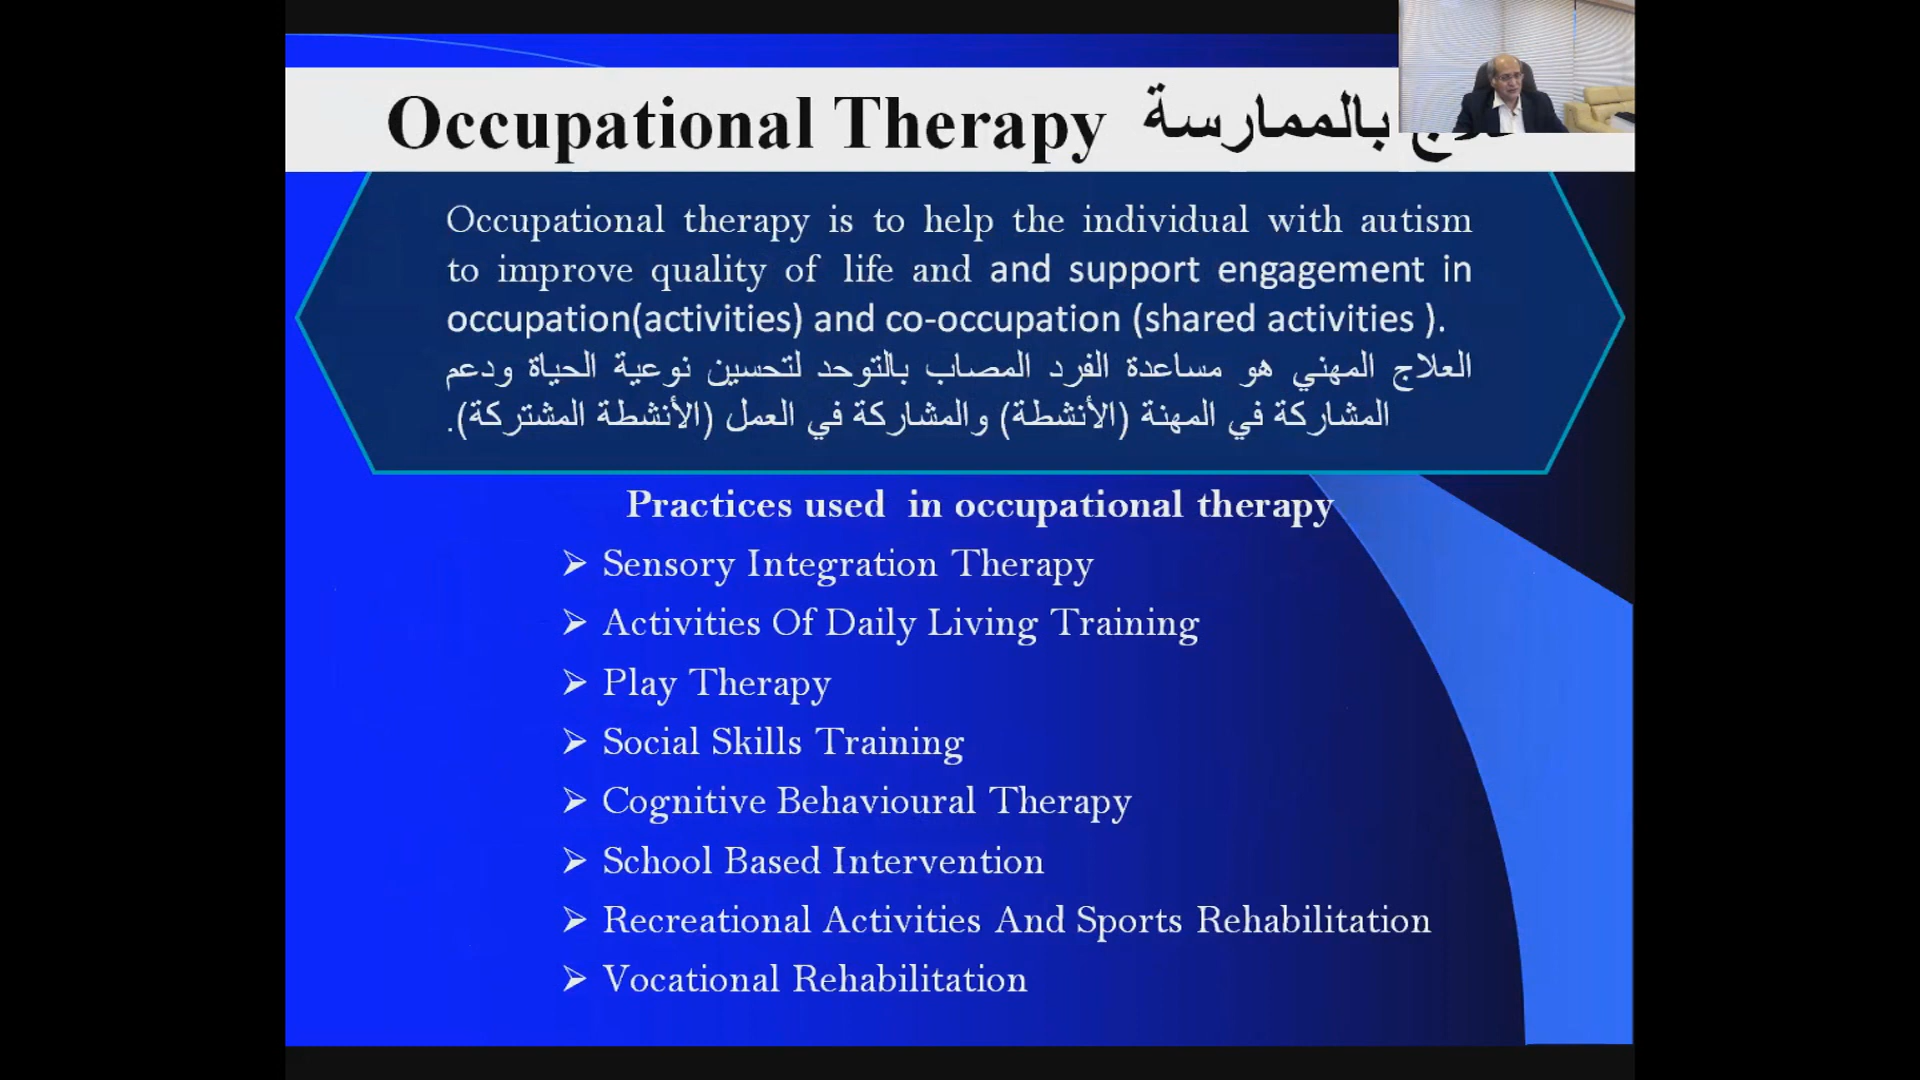 Occupational Therapy بالممارسة
Occupational therapy is to help the individual with autism
to improve quality of life and and support engagement in
occupation(activities) and co-occupation (shared activities ).
العلاج المهني هو مساعدة الفرد المصاب بالتوحد لتحسين نوعية الحياة ودعم
المشاركة في المهنة (الأنشطة) والمشاركة في العمل (الأنشطة المشتركة).
Practices used in occupational therapy
➢ Sensory Integration Therapy
➢ Activities Of Daily Living Training
➢ Play Therapy
➢ Social Skills Training
➢ Cognitive Behavioural Therapy
➢ School Based Intervention
➢ Recreational Activities And Sports Rehabilitation
➢ Vocational Rehabilitation